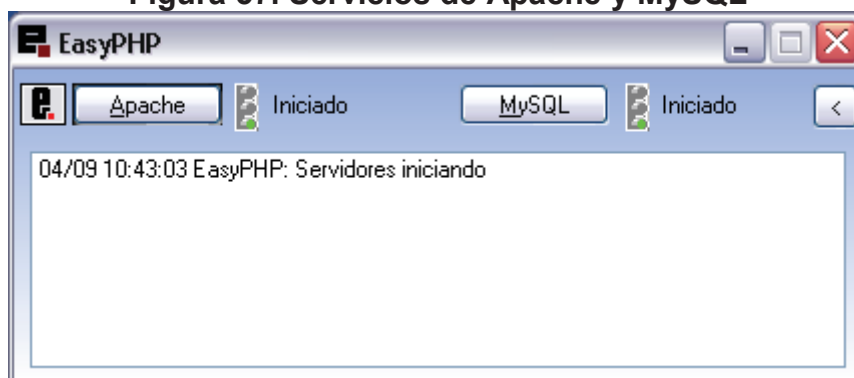 EasyPHP
e. Apache Iniciado MySQL Iniciado <
04/09 10:43:03 EasyPHP: Servidores iniciando